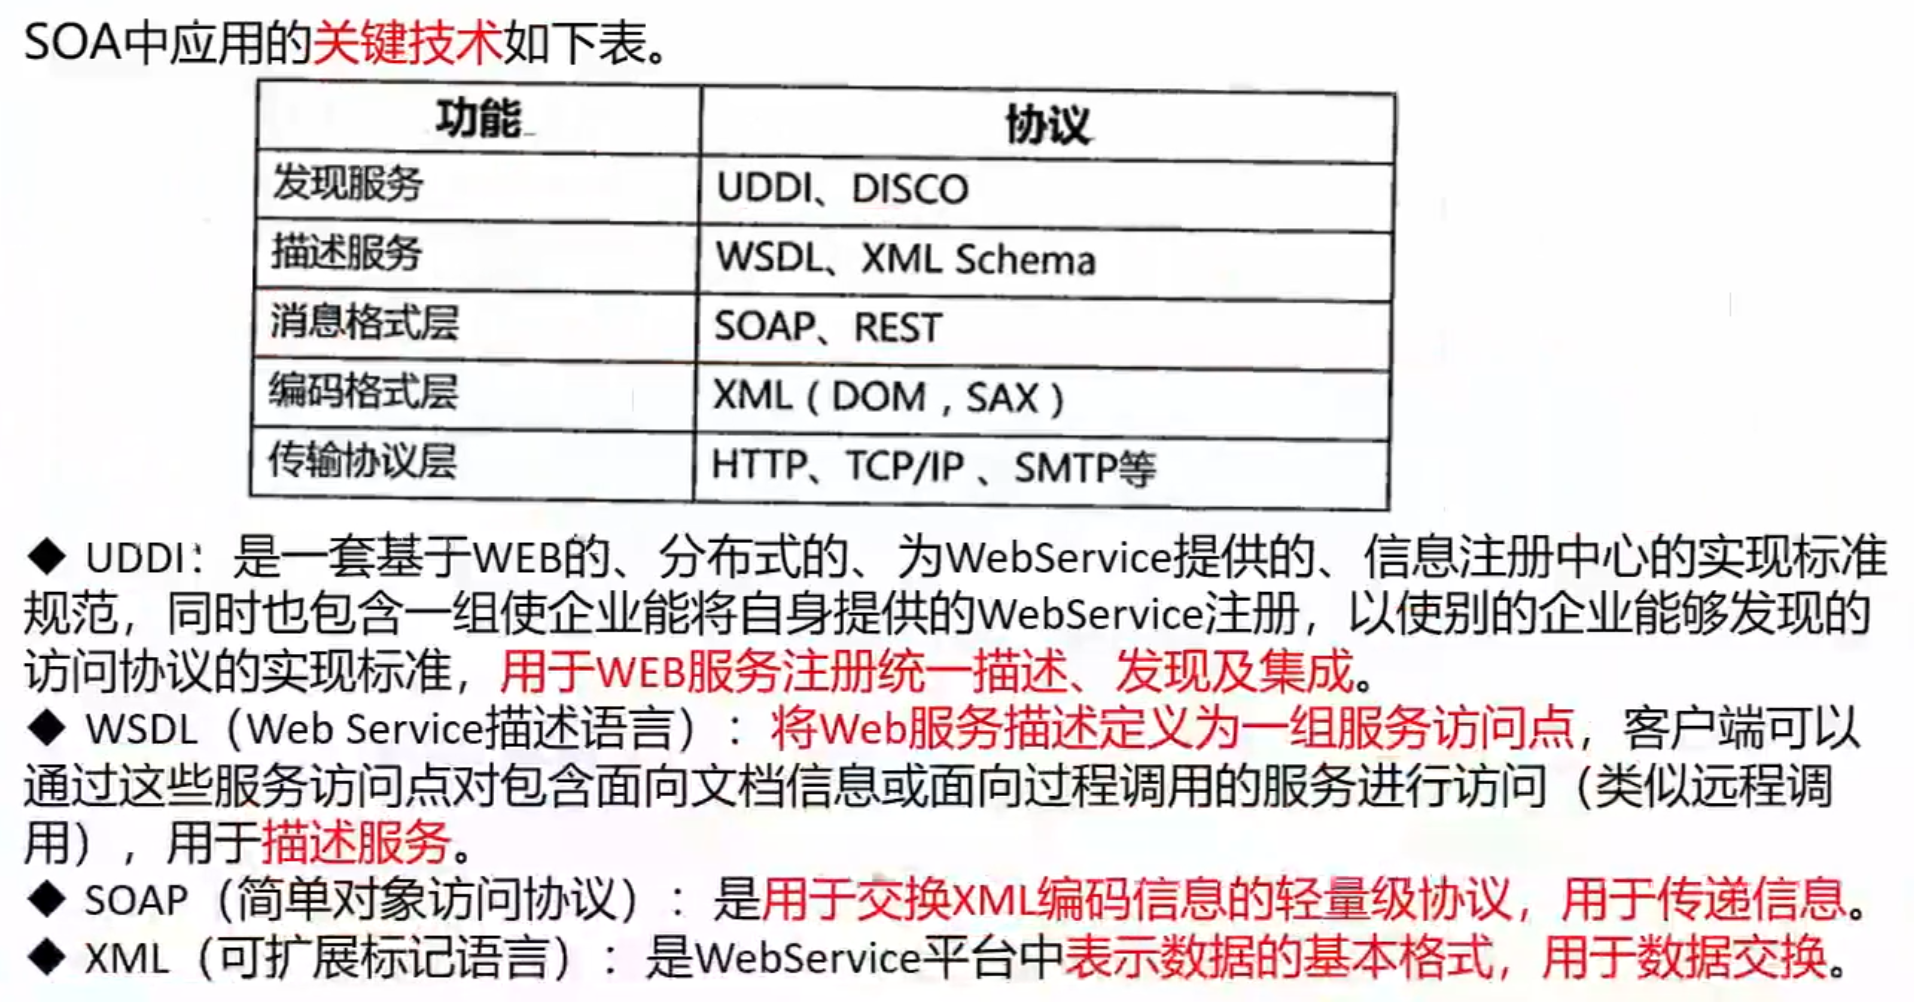 SOA中应用的关键技术如下表。
功能 协议
发现服务 UDDI、DISCO
描述服务 WSDL、XML Schema
消息格式层 SOAP、REST
编码格式层 XML（DOM，SAX）
传输协议层 HTTP、TCP/IP 、SMTP等
◆ UDDI：是一套基于WEB的、分布式的、为WebService提供的、信息注册中心的实现标准
规范，同时也包含一组使企业能将自身提供的WebService注册，以使别的企业能够发现的
访问协议的实现标准，用于WEB服务注册统一描述、发现及集成。
◆ WSDL（Web Service描述语言）：将Web服务描述定义为一组服务访问点，客户端可以
通过这些服务访问点对包含面向文档信息或面向过程调用的服务进行访问（类似远程调
用），用于描述服务。
◆ SOAP（简单对象访问协议）：是用于交换XML编码信息的轻量级协议，用于传递信息。
◆ XML（可扩展标记语言）：是WebService平台中表示数据的基本格式，用于数据交换。